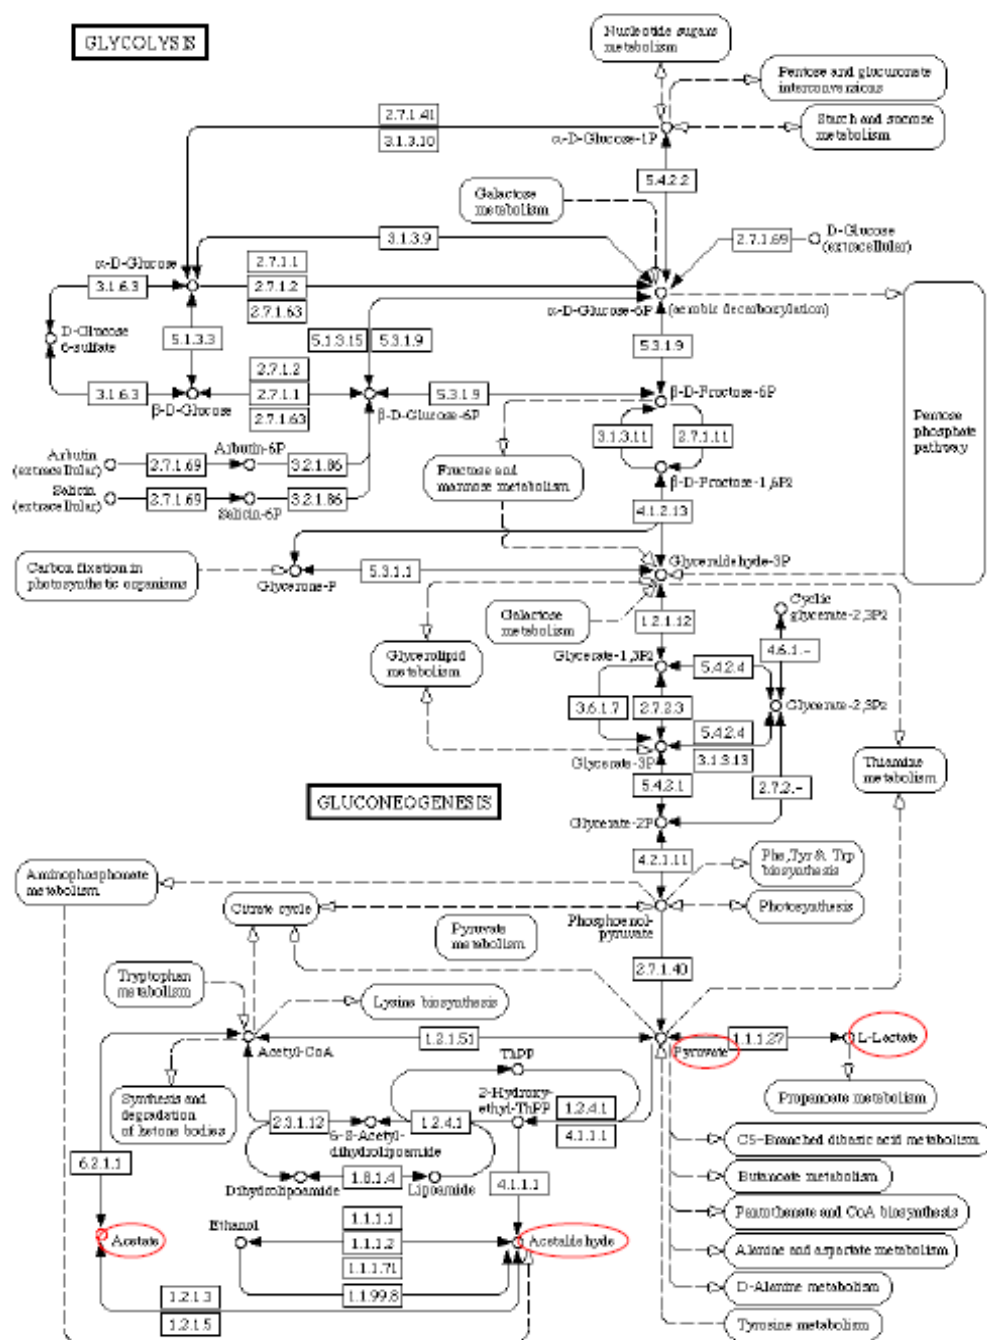 GLYCOLYSIS
Nucleotide sugars
metabolism
Pentose and glucuronate
interconversions
Starch and sucrose
metabolism
2.7.1.41
3.1.3.10
α-D-Glucose-1P
5.4.2.2
Galactose
metabolism
3.1.3.9
2.7.1.69
D-Glucose
(extracellular)
α-D-Glucose
2.7.1.1
2.7.1.2
2.7.1.63
3.1.6.3
α-D-Glucose-6P
(aerobic decarboxylation)
D-Glucose
6-sulfate
5.1.3.3
5.1.3.15
5.3.1.9
5.3.1.9
2.7.1.2
2.7.1.1
2.7.1.63
3.1.6.3
β-D-Glucose
5.3.1.9
β-D-Glucose-6P
β-D-Fructose-6P
Pentose
phosphate
pathway
3.1.3.11
2.7.1.11
Arbutin
(extracellular)
2.7.1.69
Arbutin-6P
3.2.1.86
Salicin
(extracellular)
2.7.1.69
Salicin-6P
3.2.1.86
Fructose and
mannose metabolism
β-D-Fructose-1,6P2
4.1.2.13
Carbon fixation in
photosynthetic organisms
Glycerone-P
5.3.1.1
Glyceraldehyde-3P
Galactose
metabolism
1.2.1.12
Cyclic
glycerate-2,3P2
Glycerolipid
metabolism
Glycerate-1,3P2
5.4.2.4
4.6.1.-
3.6.1.7
2.7.2.3
Glycerate-2,3P2
5.4.2.4
3.1.3.13
Glycerate-3P
Thiamine
metabolism
GLUCONEOGENESIS
5.4.2.1
2.7.2.-
Glycerate-2P
4.2.1.11
Phe, Tyr & Trp
biosynthesis
Aminophosphonate
metabolism
Citrate cycle
Pyruvate
metabolism
Phosphoenol-
pyruvate
Photosynthesis
2.7.1.40
Tryptophan
metabolism
Lysine biosynthesis
Acetyl-CoA
1.2.1.51
Pyruvate
1.1.1.27
L-Lactate
ThPP
Synthesis and
degradation
of ketone bodies
2-Hydroxy-
ethyl-ThPP
Propanoate metabolism
2.3.1.12
6-S-Acetyl-
dihydrolipoamide
1.2.4.1
1.2.4.1
4.1.1.1
C5-Branched dibasic acid metabolism
6.2.1.1
Dihydrolipoamide
1.8.1.4
Lipoamide
4.1.1.1
Butanoate metabolism
Pantothenate and CoA biosynthesis
Acetate
Ethanol
1.1.1.1
1.1.1.2
1.1.1.71
1.1.99.8
Acetaldehyde
Alanine and aspartate metabolism
D-Alanine metabolism
1.2.1.3
1.2.1.5
Tyrosine metabolism